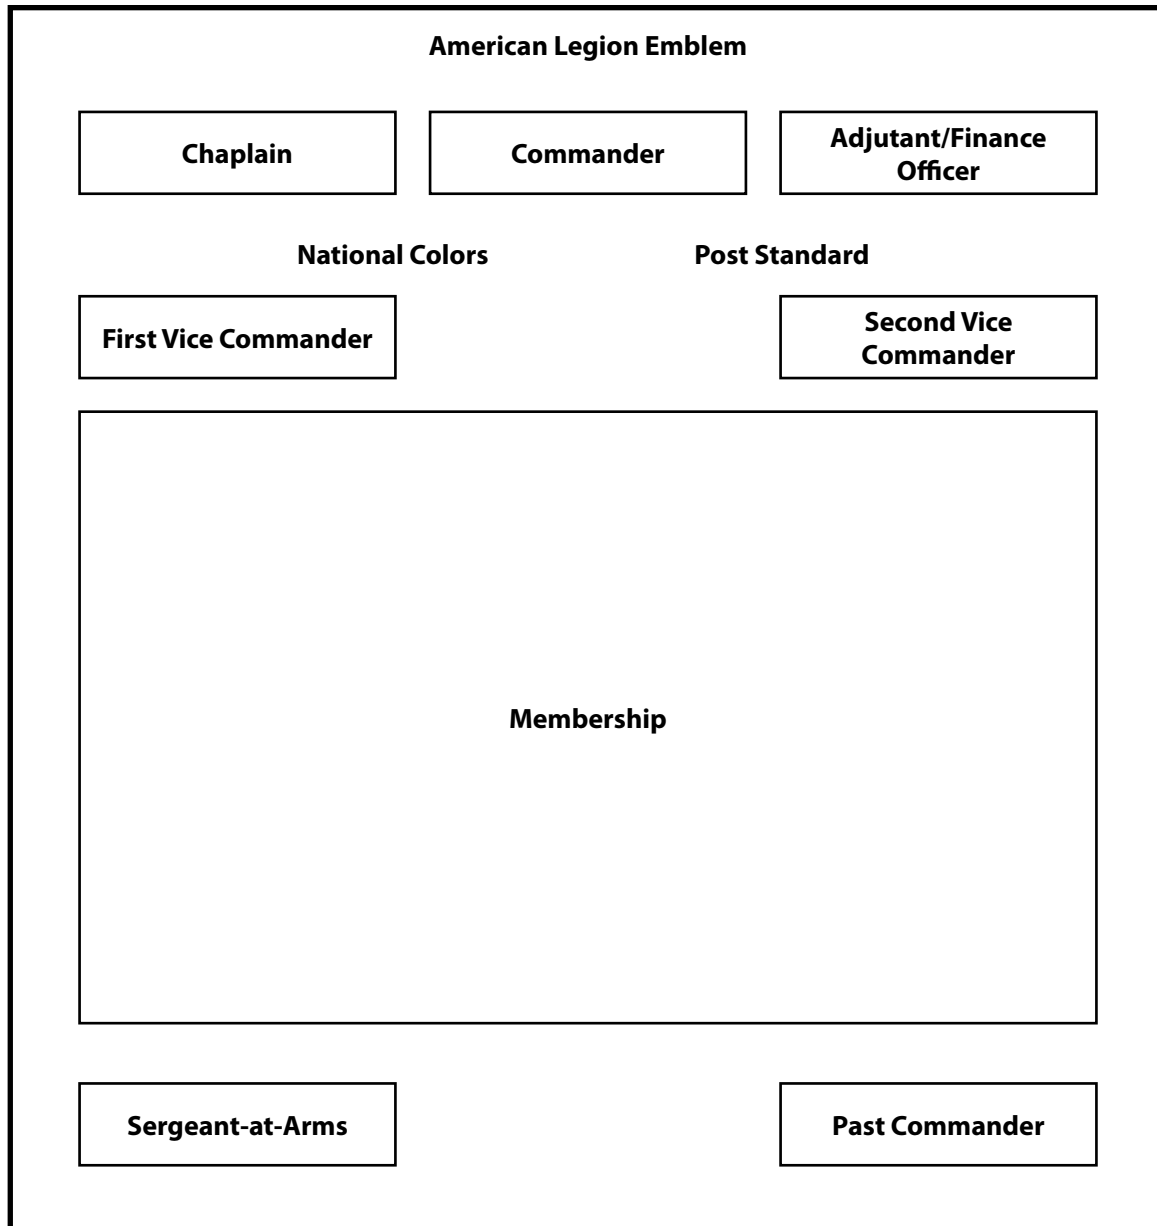 American Legion Emblem
Chaplain
Commander
Adjutant/Finance
Officer
National Colors
Post Standard
First Vice Commander
Second Vice
Commander
Membership
Sergeant-at-Arms
Past Commander